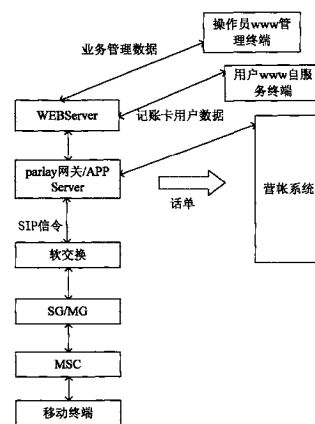 操作员www管
理终端
业务管理数据
用户www自服
务终端
WEBServer
记账卡用户数据
parlay网关/APP
Server
营帐系统
话单
SIP信令
软交换
SG/MG
MSC
移动终端